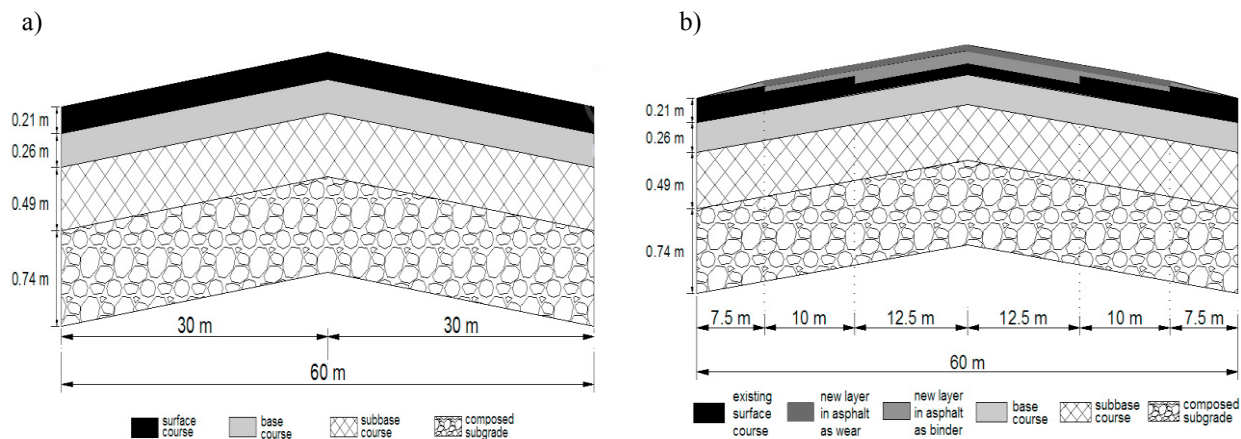 a)
0.21 m
0.26 m
0.49 m
0.74 m
30 m 30 m
60 m
surface
course
base
course
subbase
course
composed
subgrade
b)
0.21 m
0.26 m
0.49 m
0.74 m
7.5 m 10 m 12.5 m 12.5 m 10 m 7.5 m
60 m
existing
surface
course
new layer
in asphalt
as wear
new layer
in asphalt
as binder
base
course
subbase
course
composed
subgrade